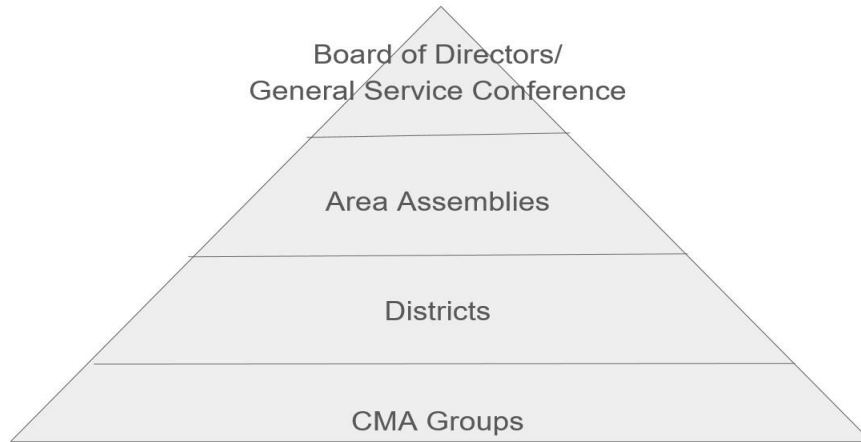 Board of Directors/
General Service Conference
Area Assemblies
Districts
CMA Groups